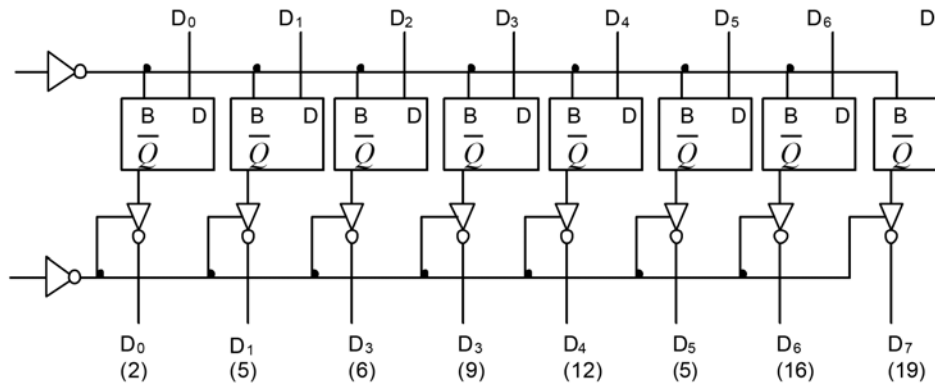 D₀ D₁ D₂ D₃ D₄ D₅ D₆ D
B D B D B D B D B D B D B D B
Q̅ Q̅ Q̅ Q̅ Q̅ Q̅ Q̅ Q̅
D₀ D₁ D₃ D₃ D₄ D₅ D₆ D₇
(2) (5) (6) (9) (12) (5) (16) (19)